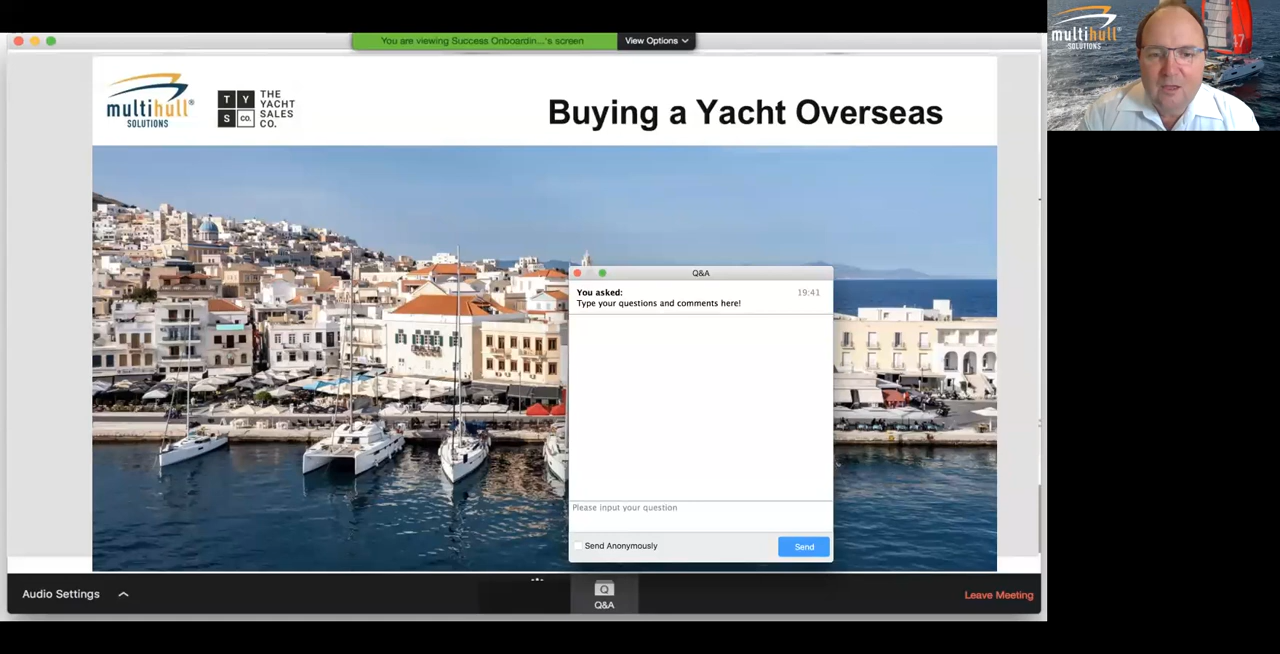 You are viewing Success Onboardin...'s screen
View Options
multihull®
SOLUTIONS
T Y
S CO.
THE
YACHT
SALES
CO.
Buying a Yacht Overseas
Q&A
You asked:
19:41
Type your questions and comments here!
Please input your question
Send Anonymously
Send
Audio Settings
Q
Q&A
Leave Meeting
multihull
SOLUTIONS
47